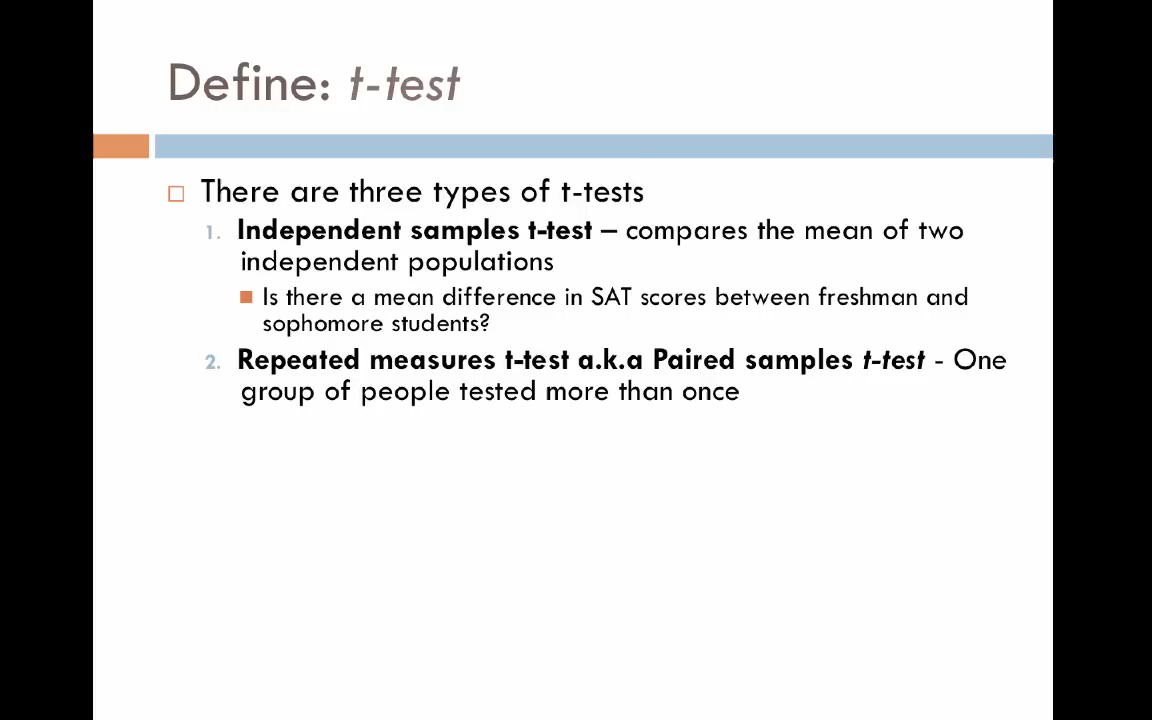 Define: t-test
There are three types of t-tests
1. Independent samples t-test – compares the mean of two
independent populations
Is there a mean difference in SAT scores between freshman and
sophomore students?
2. Repeated measures t-test a.k.a Paired samples t-test - One
group of people tested more than once